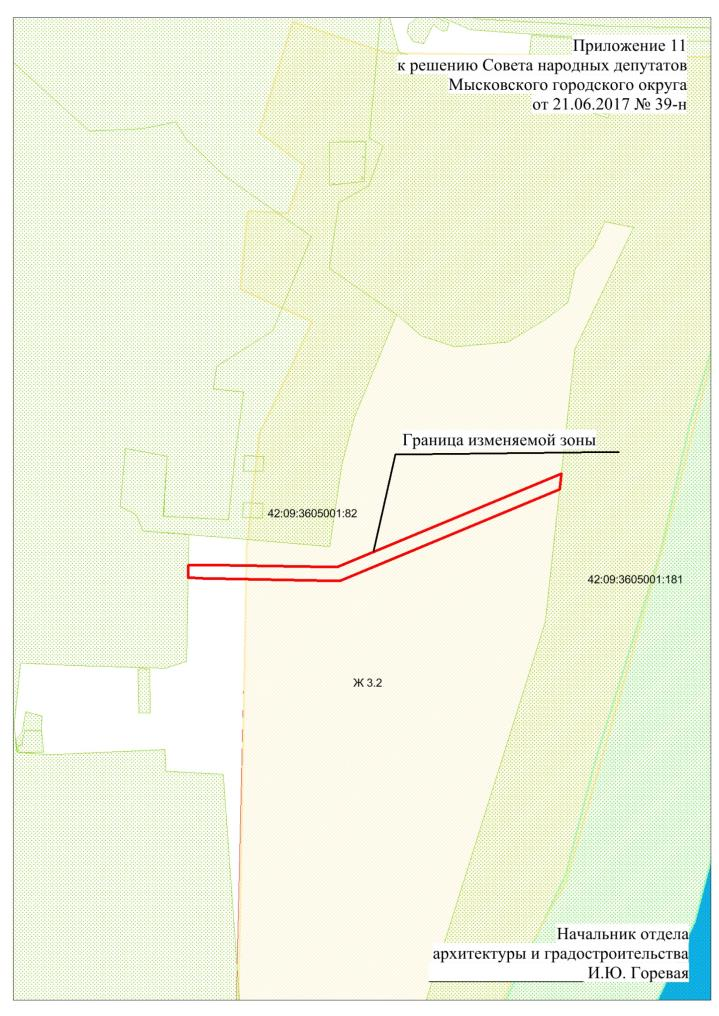 Приложение 11
к решению Совета народных депутатов
Мысковского городского округа
от 21.06.2017 № 39-н
Граница изменяемой зоны
42:09:3605001:82
42:09:3605001:181
Ж 3.2
Начальник отдела
архитектуры и градостроительства
И.Ю. Горевая